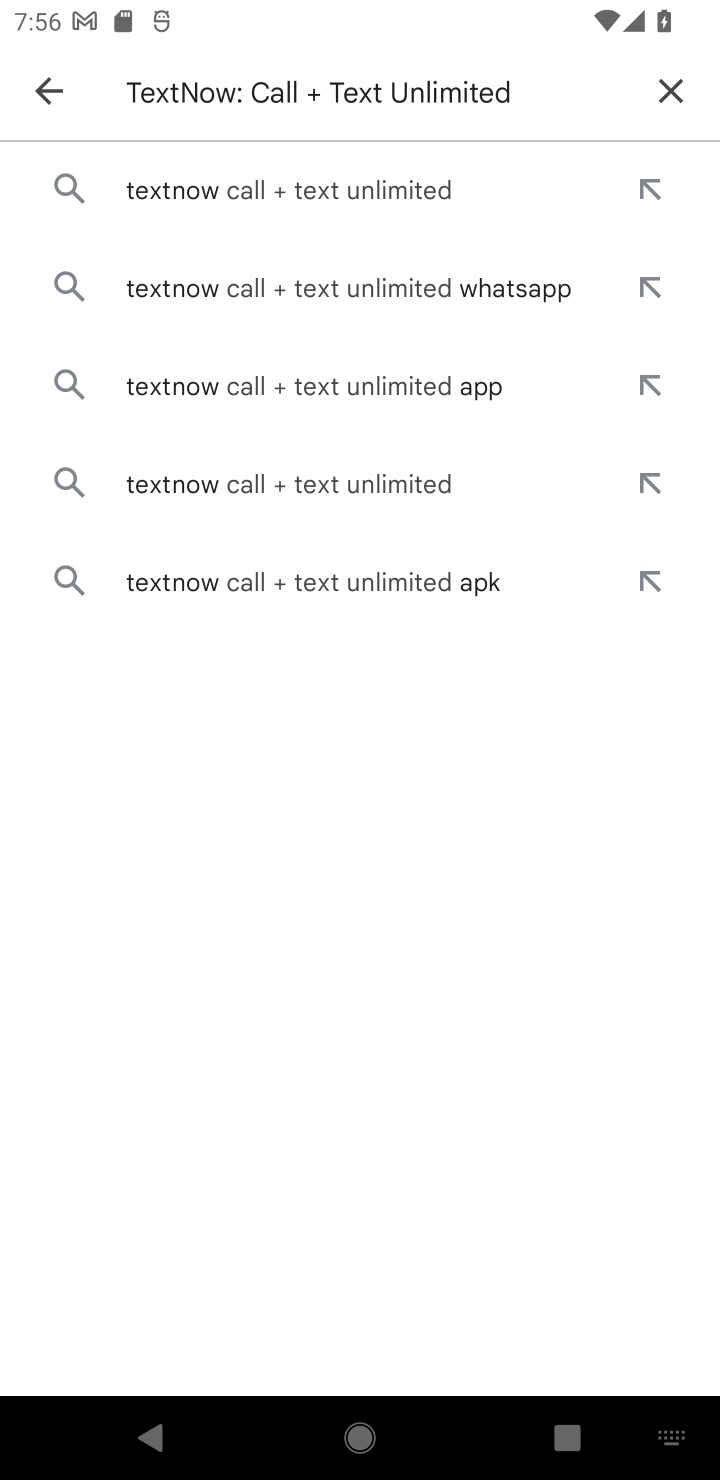 7:56
TextNow: Call + Text Unlimited
textnow call + text unlimited
textnow call + text unlimited whatsapp
textnow call + text unlimited app
textnow call + text unlimited
textnow call + text unlimited apk